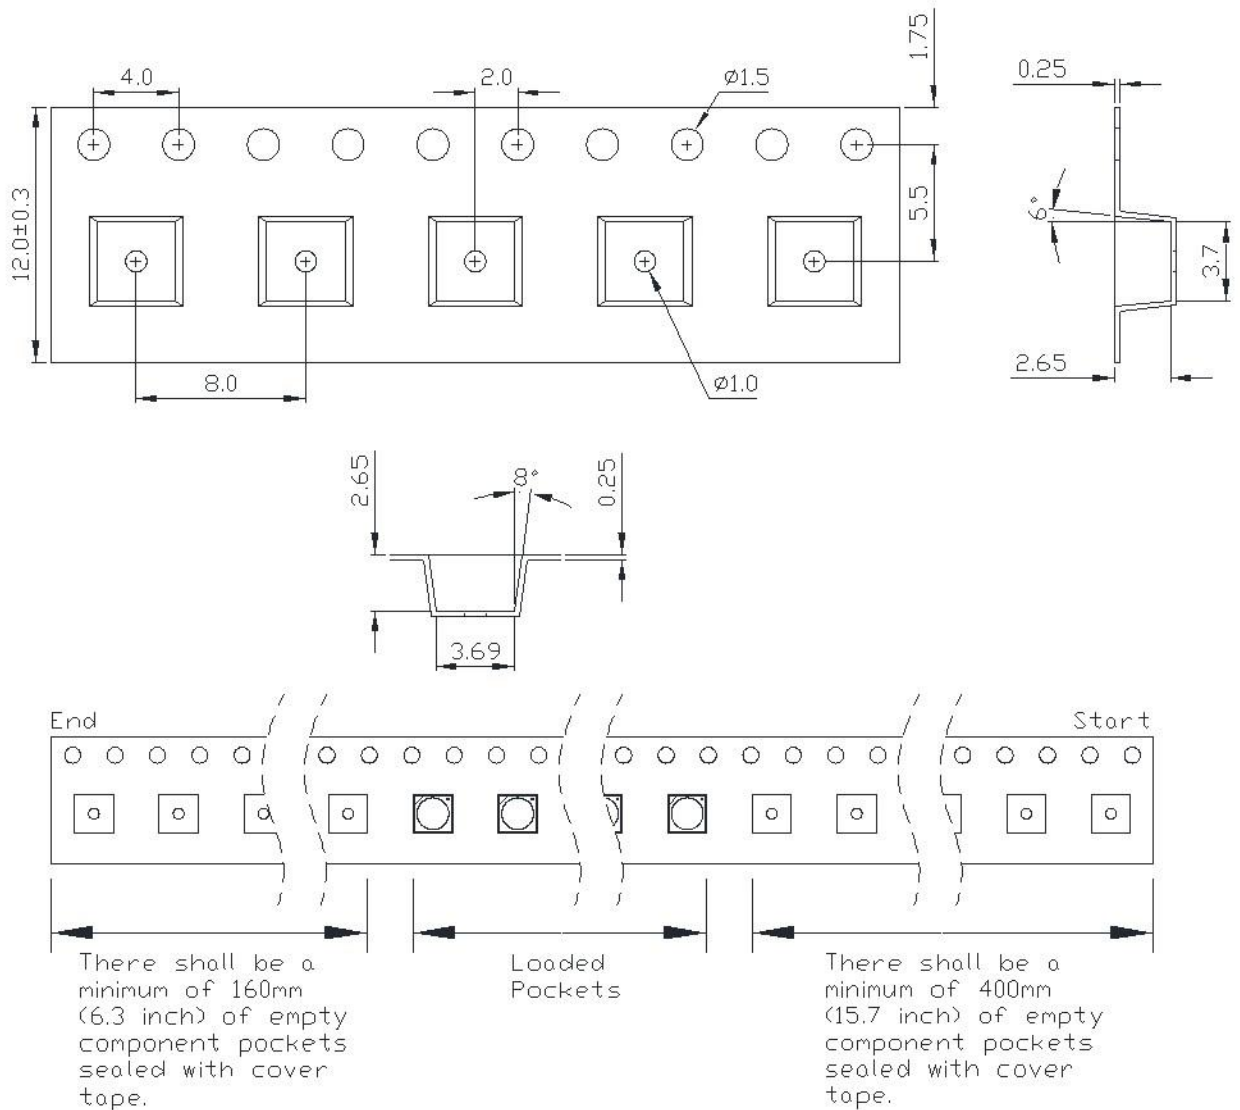 4.0
2.0
Ø1.5
1.75
0.25
12.0±0.3
5.5
6°
3.7
8.0
Ø1.0
2.65
2.65
8°
0.25
3.69
End
Start
There shall be a
minimum of 160mm
(6.3 inch) of empty
component pockets
sealed with cover
tape.
Loaded
Pockets
There shall be a
minimum of 400mm
(15.7 inch) of empty
component pockets
sealed with cover
tape.